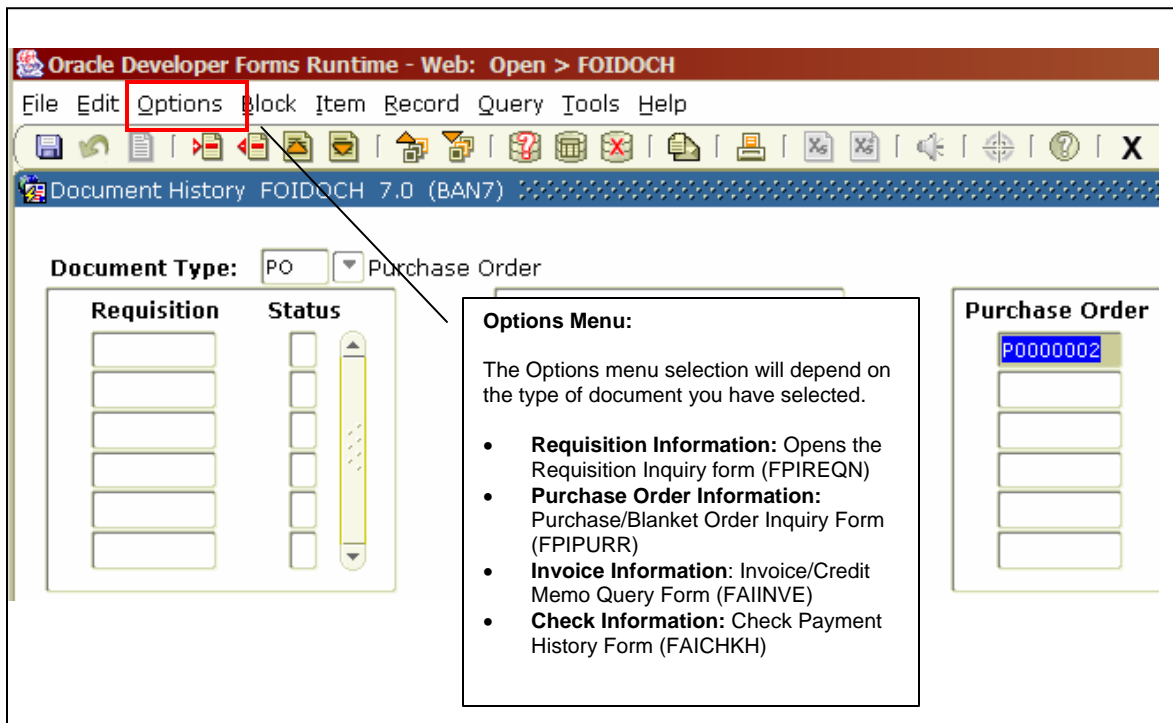 Oracle Developer Forms Runtime - Web: Open > FOIDOCH
File Edit Options Block Item Record Query Tools Help
Document History FOIDOCH 7.0 (BAN7)
Document Type: PO Purchase Order
Requisition Status
Purchase Order
P0000002
Options Menu:
The Options menu selection will depend on
the type of document you have selected.
• Requisition Information: Opens the
Requisition Inquiry form (FPIREQN)
• Purchase Order Information:
Purchase/Blanket Order Inquiry Form
(FPIPURR)
• Invoice Information: Invoice/Credit
Memo Query Form (FAIINVE)
• Check Information: Check Payment
History Form (FAICHKH)